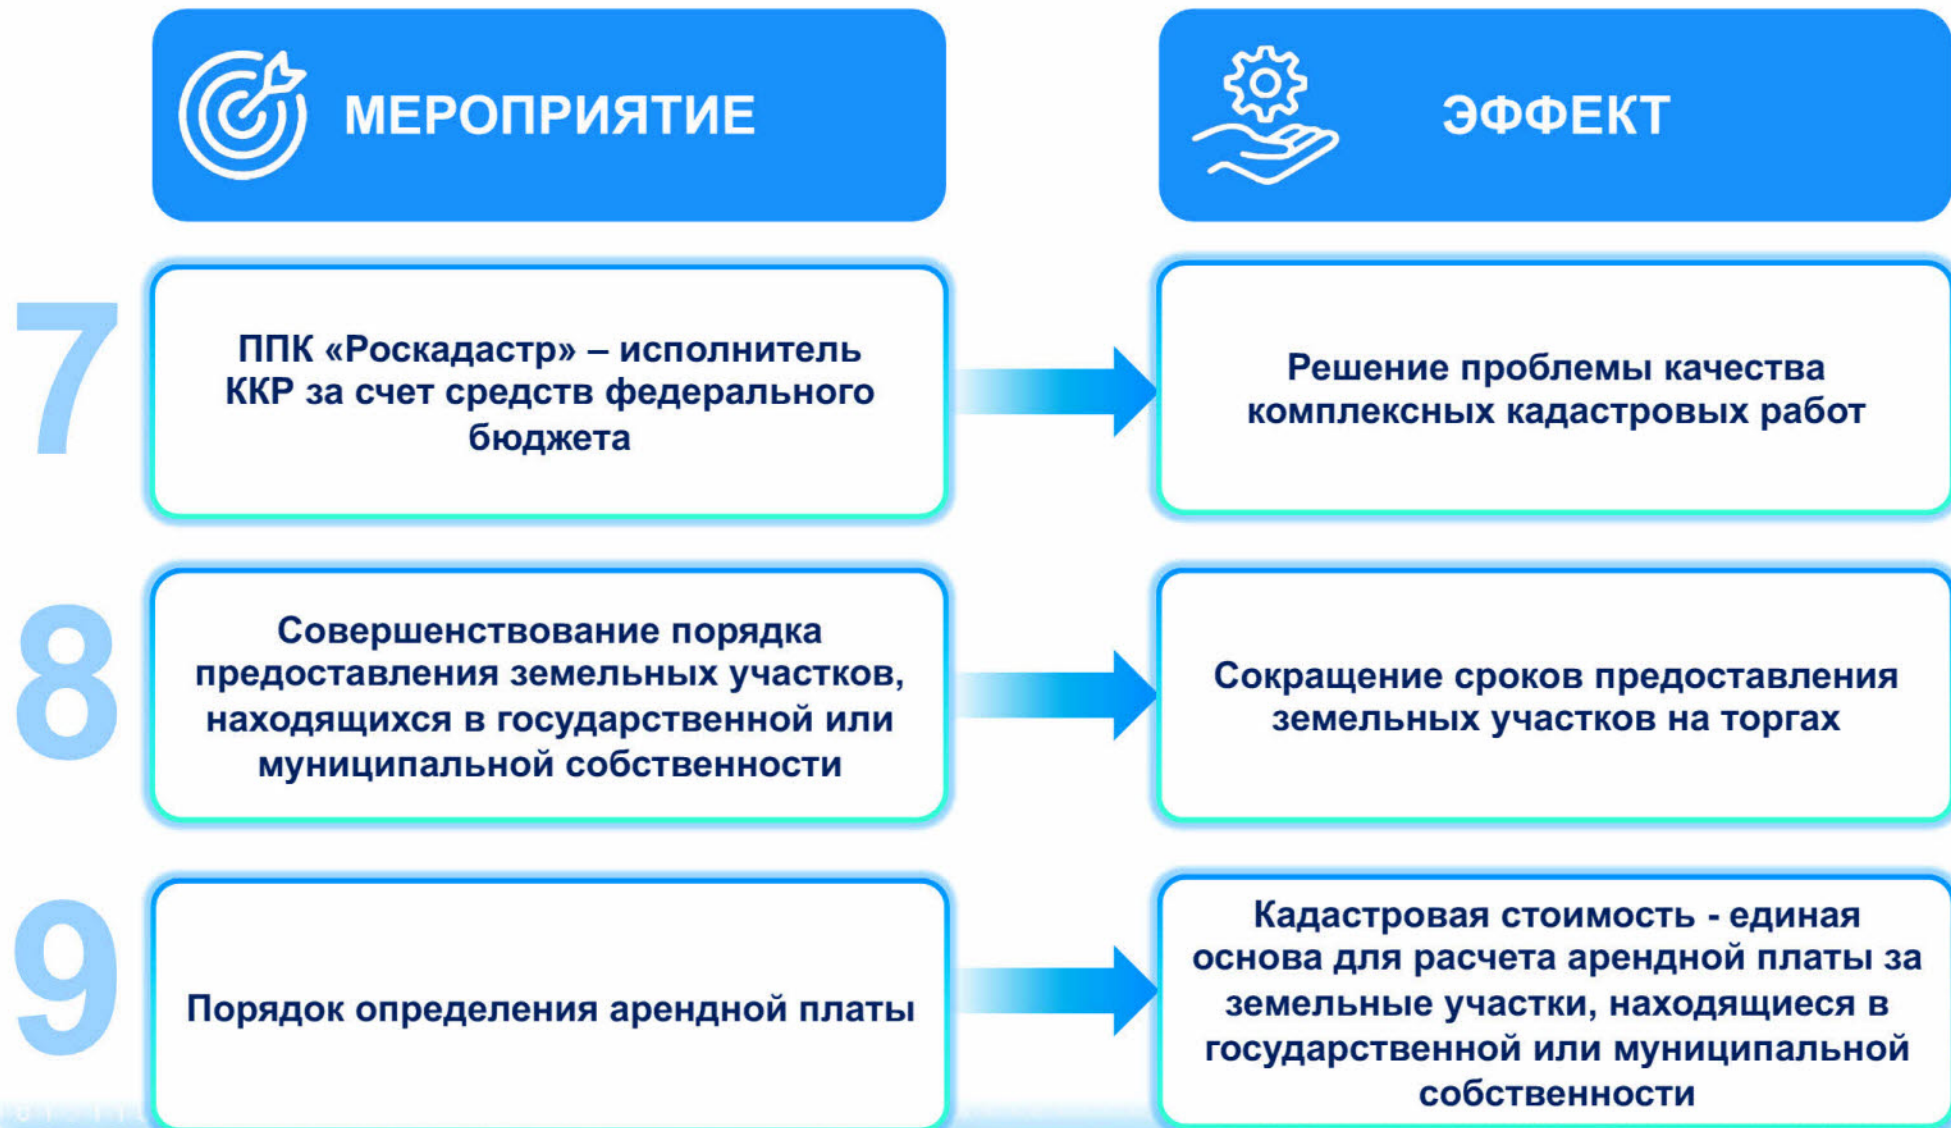 МЕРОПРИЯТИЕ
ЭФФЕКТ
7
ППК «Роскадастр» – исполнитель
ККР за счет средств федерального
бюджета
Решение проблемы качества
комплексных кадастровых работ
8
Совершенствование порядка
предоставления земельных участков,
находящихся в государственной или
муниципальной собственности
Сокращение сроков предоставления
земельных участков на торгах
9
Порядок определения арендной платы
Кадастровая стоимость - единая
основа для расчета арендной платы за
земельные участки, находящиеся в
государственной или муниципальной
собственности